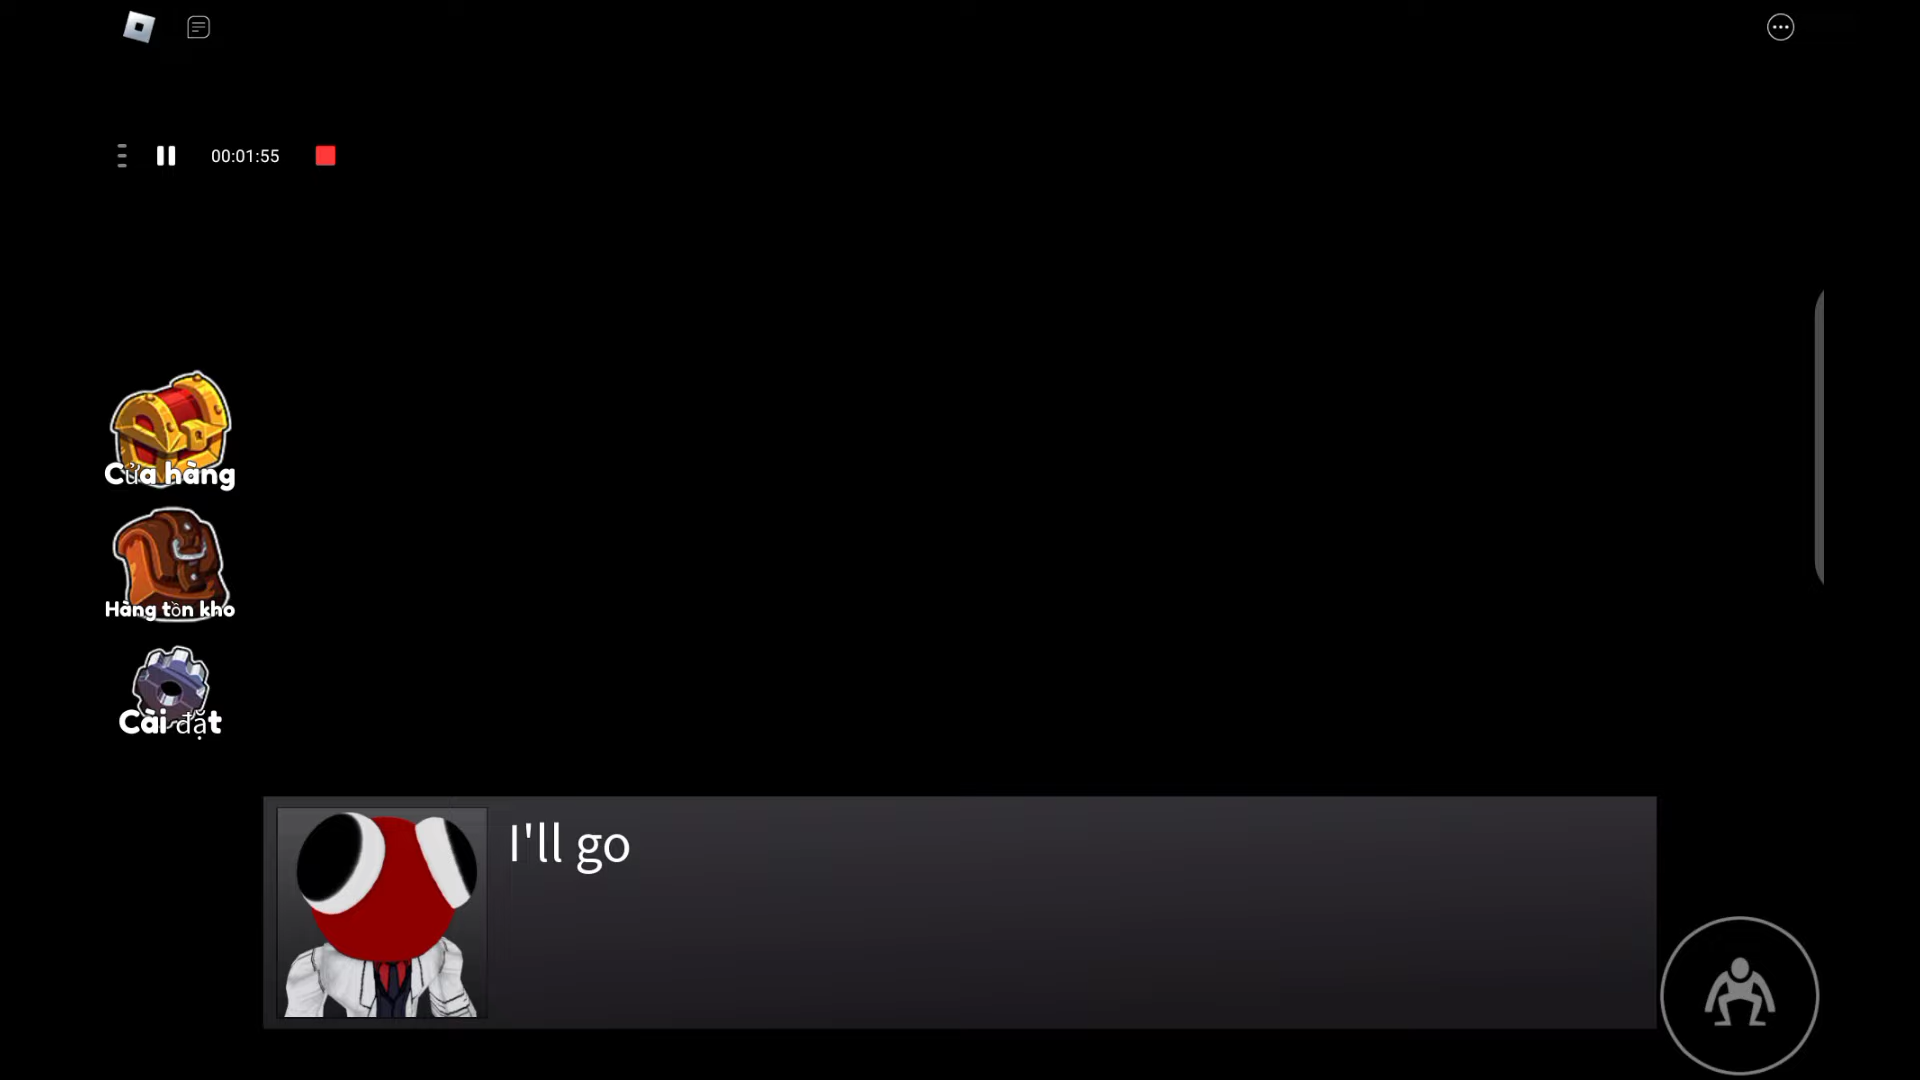 00:01:55
Cửa hàng
Hàng tồn kho
Cài đặt
I'll go